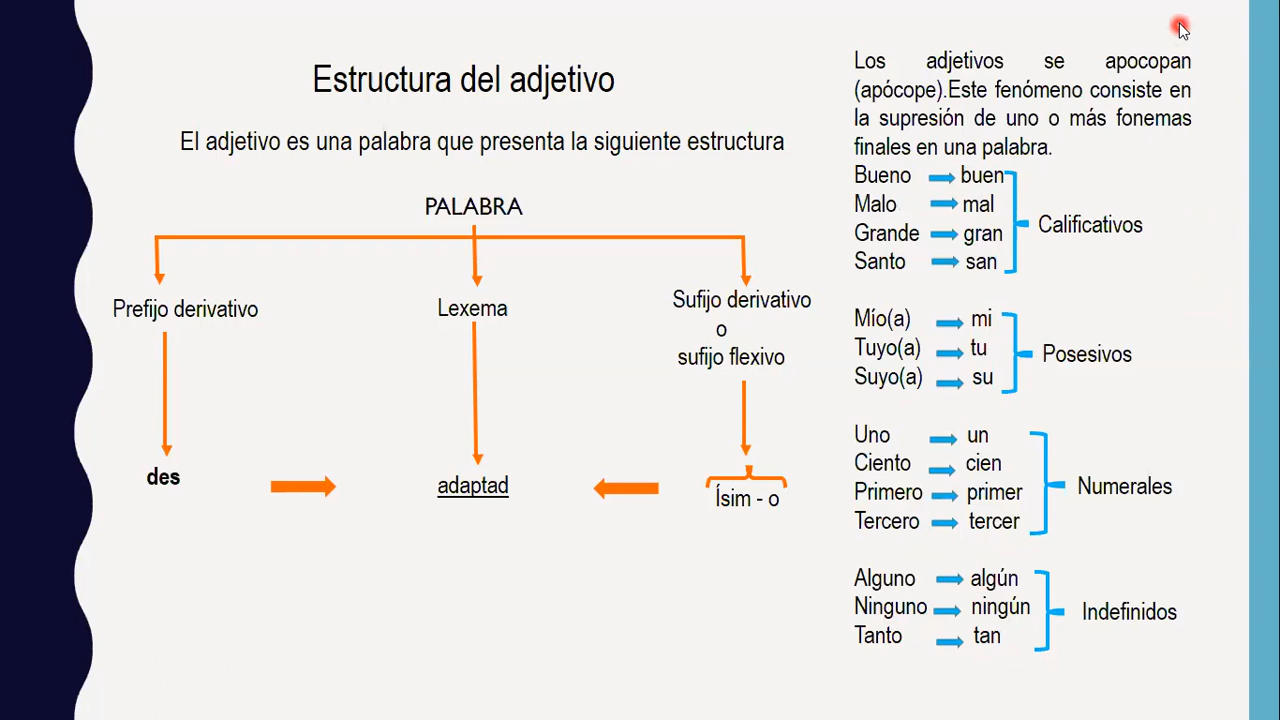 Estructura del adjetivo
El adjetivo es una palabra que presenta la siguiente estructura
PALABRA
Prefijo derivativo
Lexema
Sufijo derivativo
o
sufijo flexivo
des
adaptad
Ísim - o
Los adjetivos se apocopan
(apócope).Este fenómeno consiste en
la supresión de uno o más fonemas
finales en una palabra.
Bueno buen
Malo mal
Grande gran
Santo san
Calificativos
Mío(a) mi
Tuyo(a) tu
Suyo(a) su
Posesivos
Uno un
Ciento cien
Primero primer
Tercero tercer
Numerales
Alguno algún
Ninguno ningún
Tanto tan
Indefinidos